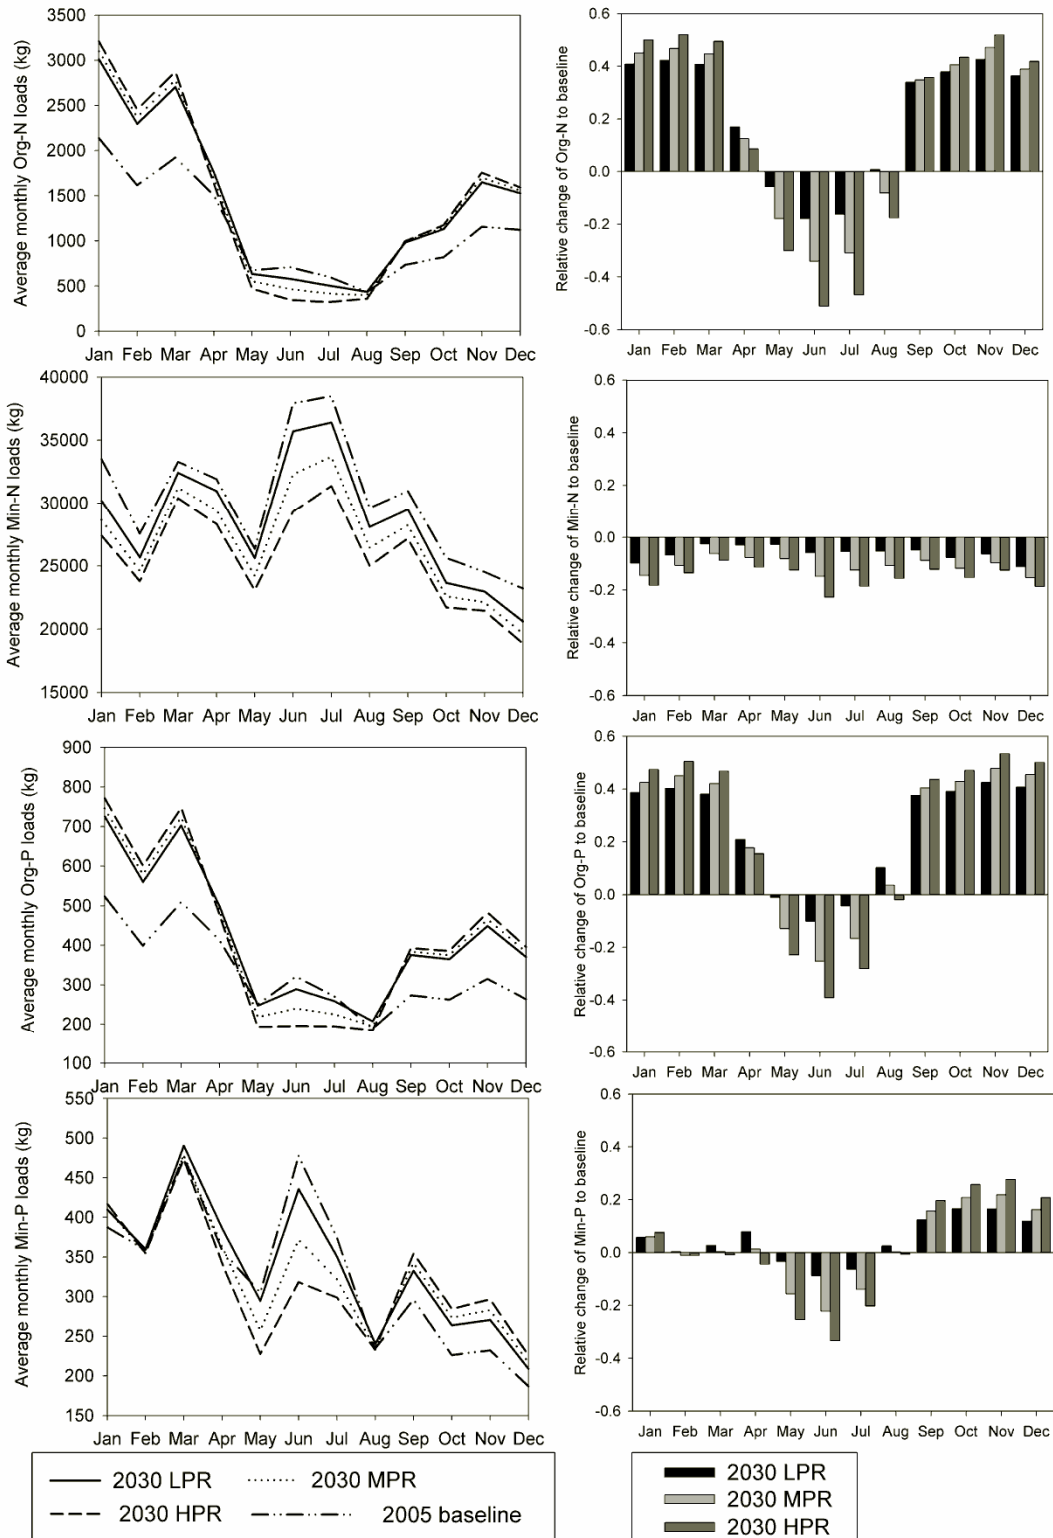 Average monthly Org-N loads (kg)
3500
3000
2500
2000
1500
1000
500
0
Jan Feb Mar Apr May Jun Jul Aug Sep Oct Nov Dec
Relative change of Org-N to baseline
0.6
0.4
0.2
0.0
-0.2
-0.4
-0.6
Jan Feb Mar Apr May Jun Jul Aug Sep Oct Nov Dec
Average monthly Min-N loads (kg)
40000
35000
30000
25000
20000
15000
Jan Feb Mar Apr May Jun Jul Aug Sep Oct Nov Dec
Relative change of Min-N to baseline
0.6
0.4
0.2
0.0
-0.2
-0.4
-0.6
Jan Feb Mar Apr May Jun Jul Aug Sep Oct Nov Dec
Average monthly Org-P loads (kg)
900
800
700
600
500
400
300
200
100
Jan Feb Mar Apr May Jun Jul Aug Sep Oct Nov Dec
Relative change of Org-P to baseline
0.6
0.4
0.2
0.0
-0.2
-0.4
-0.6
Jan Feb Mar Apr May Jun Jul Aug Sep Oct Nov Dec
Average monthly Min-P loads (kg)
550
500
450
400
350
300
250
200
150
Jan Feb Mar Apr May Jun Jul Aug Sep Oct Nov Dec
Relative change of Min-P to baseline
0.6
0.4
0.2
0.0
-0.2
-0.4
-0.6
Jan Feb Mar Apr May Jun Jul Aug Sep Oct Nov Dec
2030 LPR 2030 MPR
2030 HPR 2005 baseline
2030 LPR
2030 MPR
2030 HPR